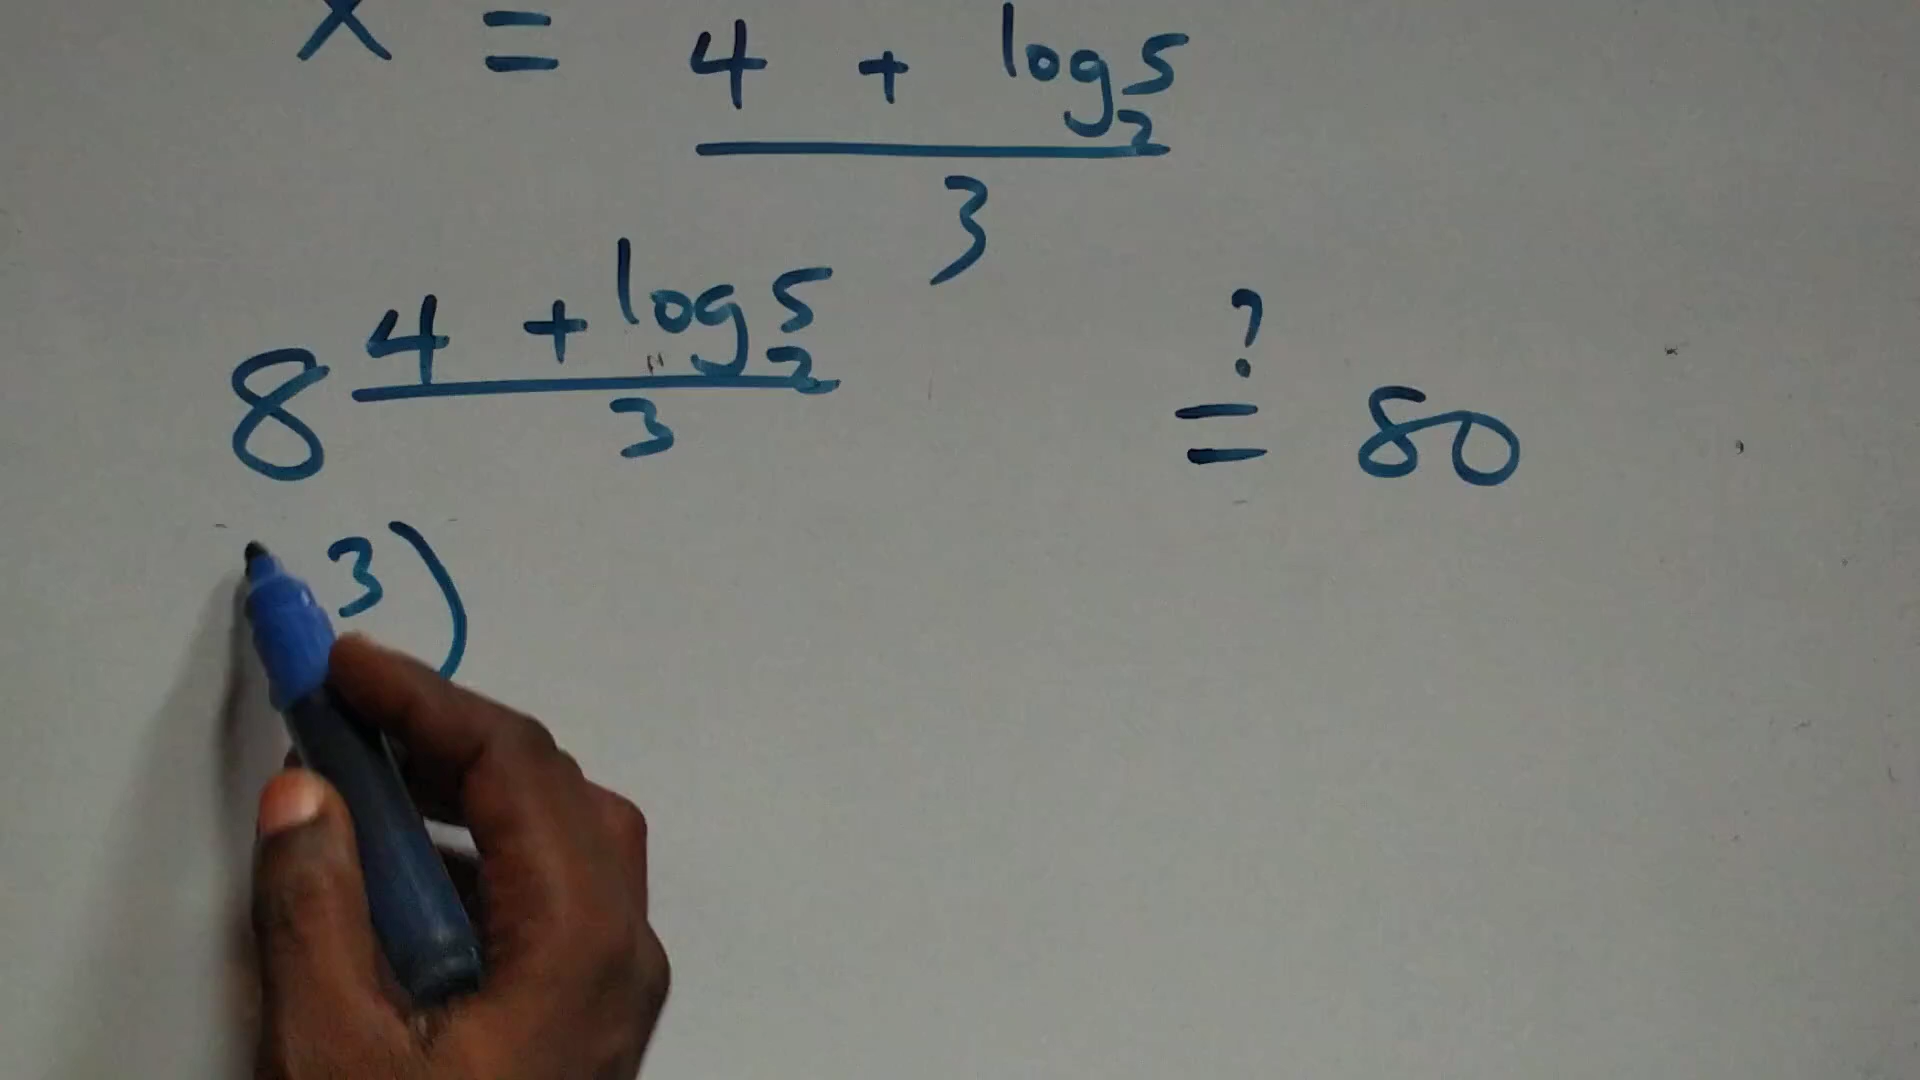 x = 4 + log₂5
3
8 4 + log₂5 ? = 80
3
3)